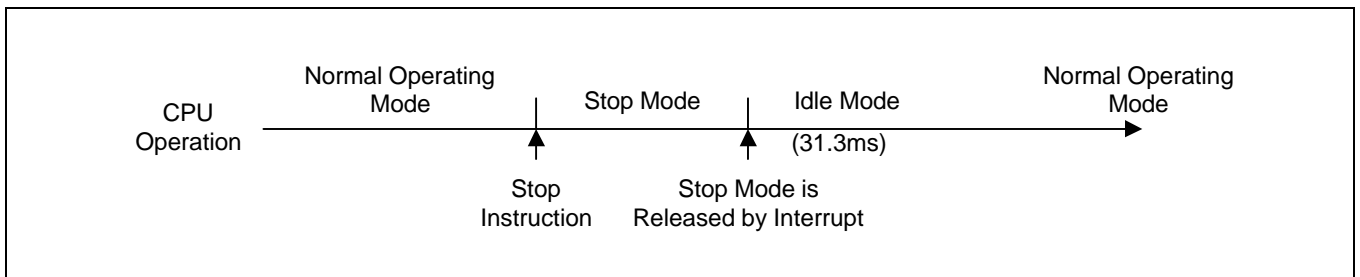 CPU
Operation
Normal Operating
Mode
Stop Mode
Idle Mode
(31.3ms)
Normal Operating
Mode
Stop
Instruction
Stop Mode is
Released by Interrupt